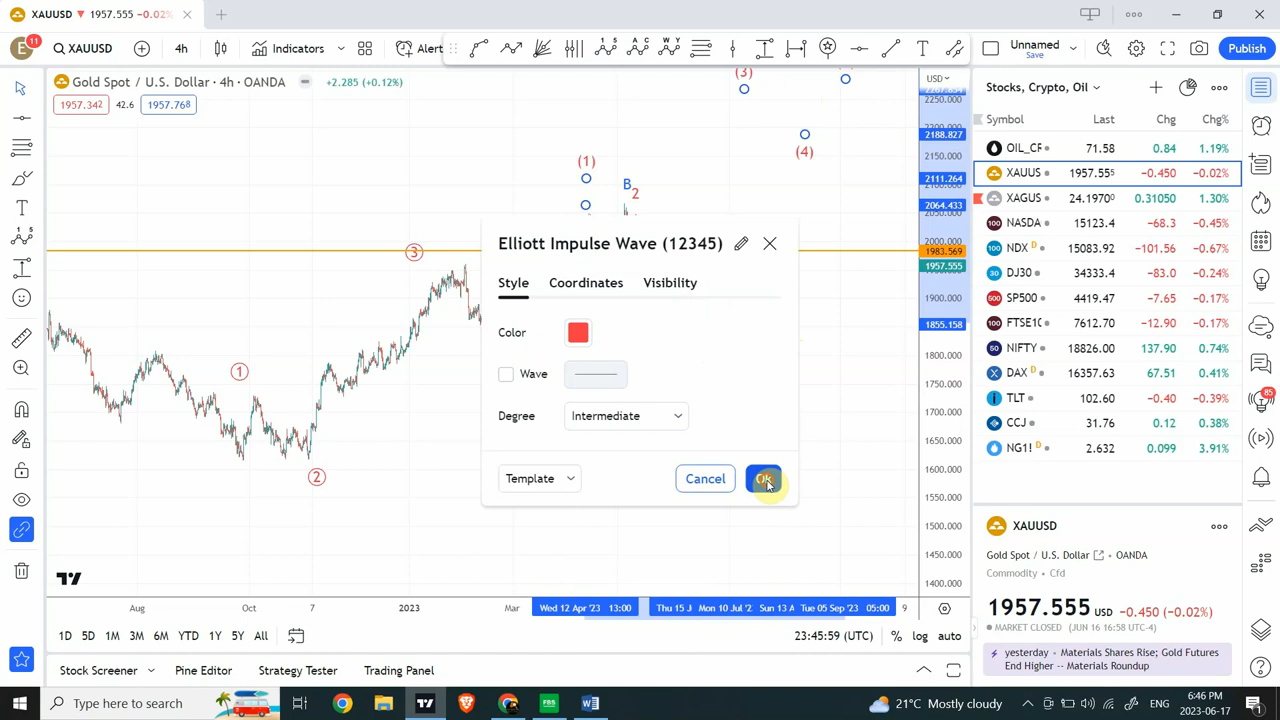 XAUUSD ▼ 1957.555 −0.02%
E 11 XAUUSD 4h Indicators Alert Unnamed Save Publish
Gold Spot / U.S. Dollar · 4h · OANDA +2.285 (+0.12%)
1957.342 42.6 1957.768
USD
(3)
(4)
(1)
B
2
①
②
③
2250.000
2188.827
2150.000
2111.264
2064.433
2000.000
1983.569
1957.555
1900.000
1855.158
1800.000
1750.000
1700.000
1650.000
1600.000
1550.000
1500.000
1450.000
1400.000
Elliott Impulse Wave (12345)
Style Coordinates Visibility
Color
Wave
Degree Intermediate
Template Cancel Ok
Aug Oct 7 2023 Mar Wed 12 Apr '23 13:00 Thu 15 J Mon 10 Jul '2 Sun 13 A Tue 05 Sep '23 05:00 9
1D 5D 1M 3M 6M YTD 1Y 5Y All 23:45:59 (UTC) % log auto
Stock Screener Pine Editor Strategy Tester Trading Panel
Stocks, Crypto, Oil
Symbol Last Chg Chg%
OIL_CF 71.58 0.84 1.19%
XAUUS 1957.555 −0.450 −0.02%
XAGUS 24.1970 0.31050 1.30%
NASDA 15123.4 −68.3 −0.45%
NDX D 15083.92 −101.56 −0.67%
DJ30 34333.4 −83.0 −0.24%
SP500 4419.47 −7.65 −0.17%
FTSE10 7612.70 −12.90 −0.17%
NIFTY 18826.00 137.90 0.74%
DAX D 16357.63 67.51 0.41%
TLT 102.60 −0.40 −0.39%
CCJ 31.76 0.12 0.38%
NG1! D 2.632 0.099 3.91%
85
XAUUSD
Gold Spot / U.S. Dollar OANDA
Commodity • Cfd
1957.555 USD −0.450 (−0.02%)
MARKET CLOSED (JUN 16 16:58 UTC-4)
yesterday • Materials Shares Rise; Gold Futures
End Higher -- Materials Roundup
Type here to search
FBS
21°C Mostly cloudy
6:46 PM
2023-06-17